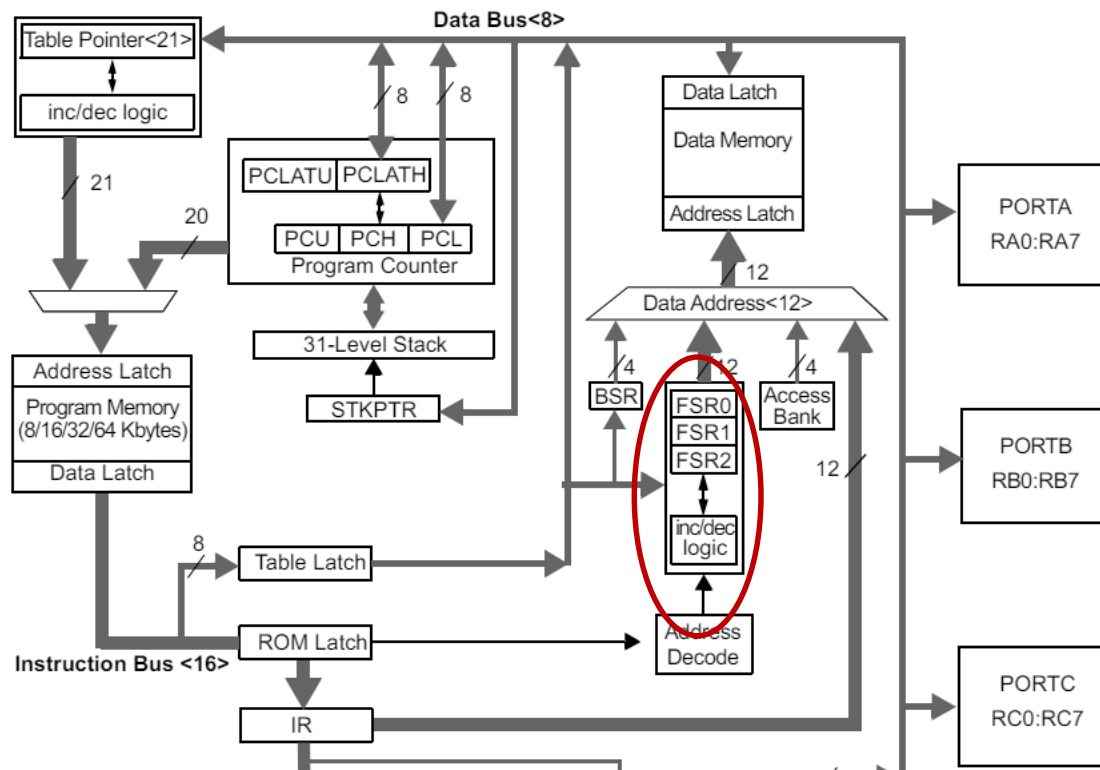 Data Bus<8>
Table Pointer<21>
inc/dec logic
21
20
8
8
PCLATU
PCLATH
PCU
PCH
PCL
Program Counter
31-Level Stack
STKPTR
Address Latch
Program Memory
(8/16/32/64 Kbytes)
Data Latch
8
Table Latch
ROM Latch
Instruction Bus <16>
IR
Data Latch
Data Memory
Address Latch
12
Data Address<12>
4
12
4
BSR
FSR0
FSR1
FSR2
inc/dec
logic
Access
Bank
12
Address
Decode
PORTA
RA0:RA7
PORTB
RB0:RB7
PORTC
RC0:RC7